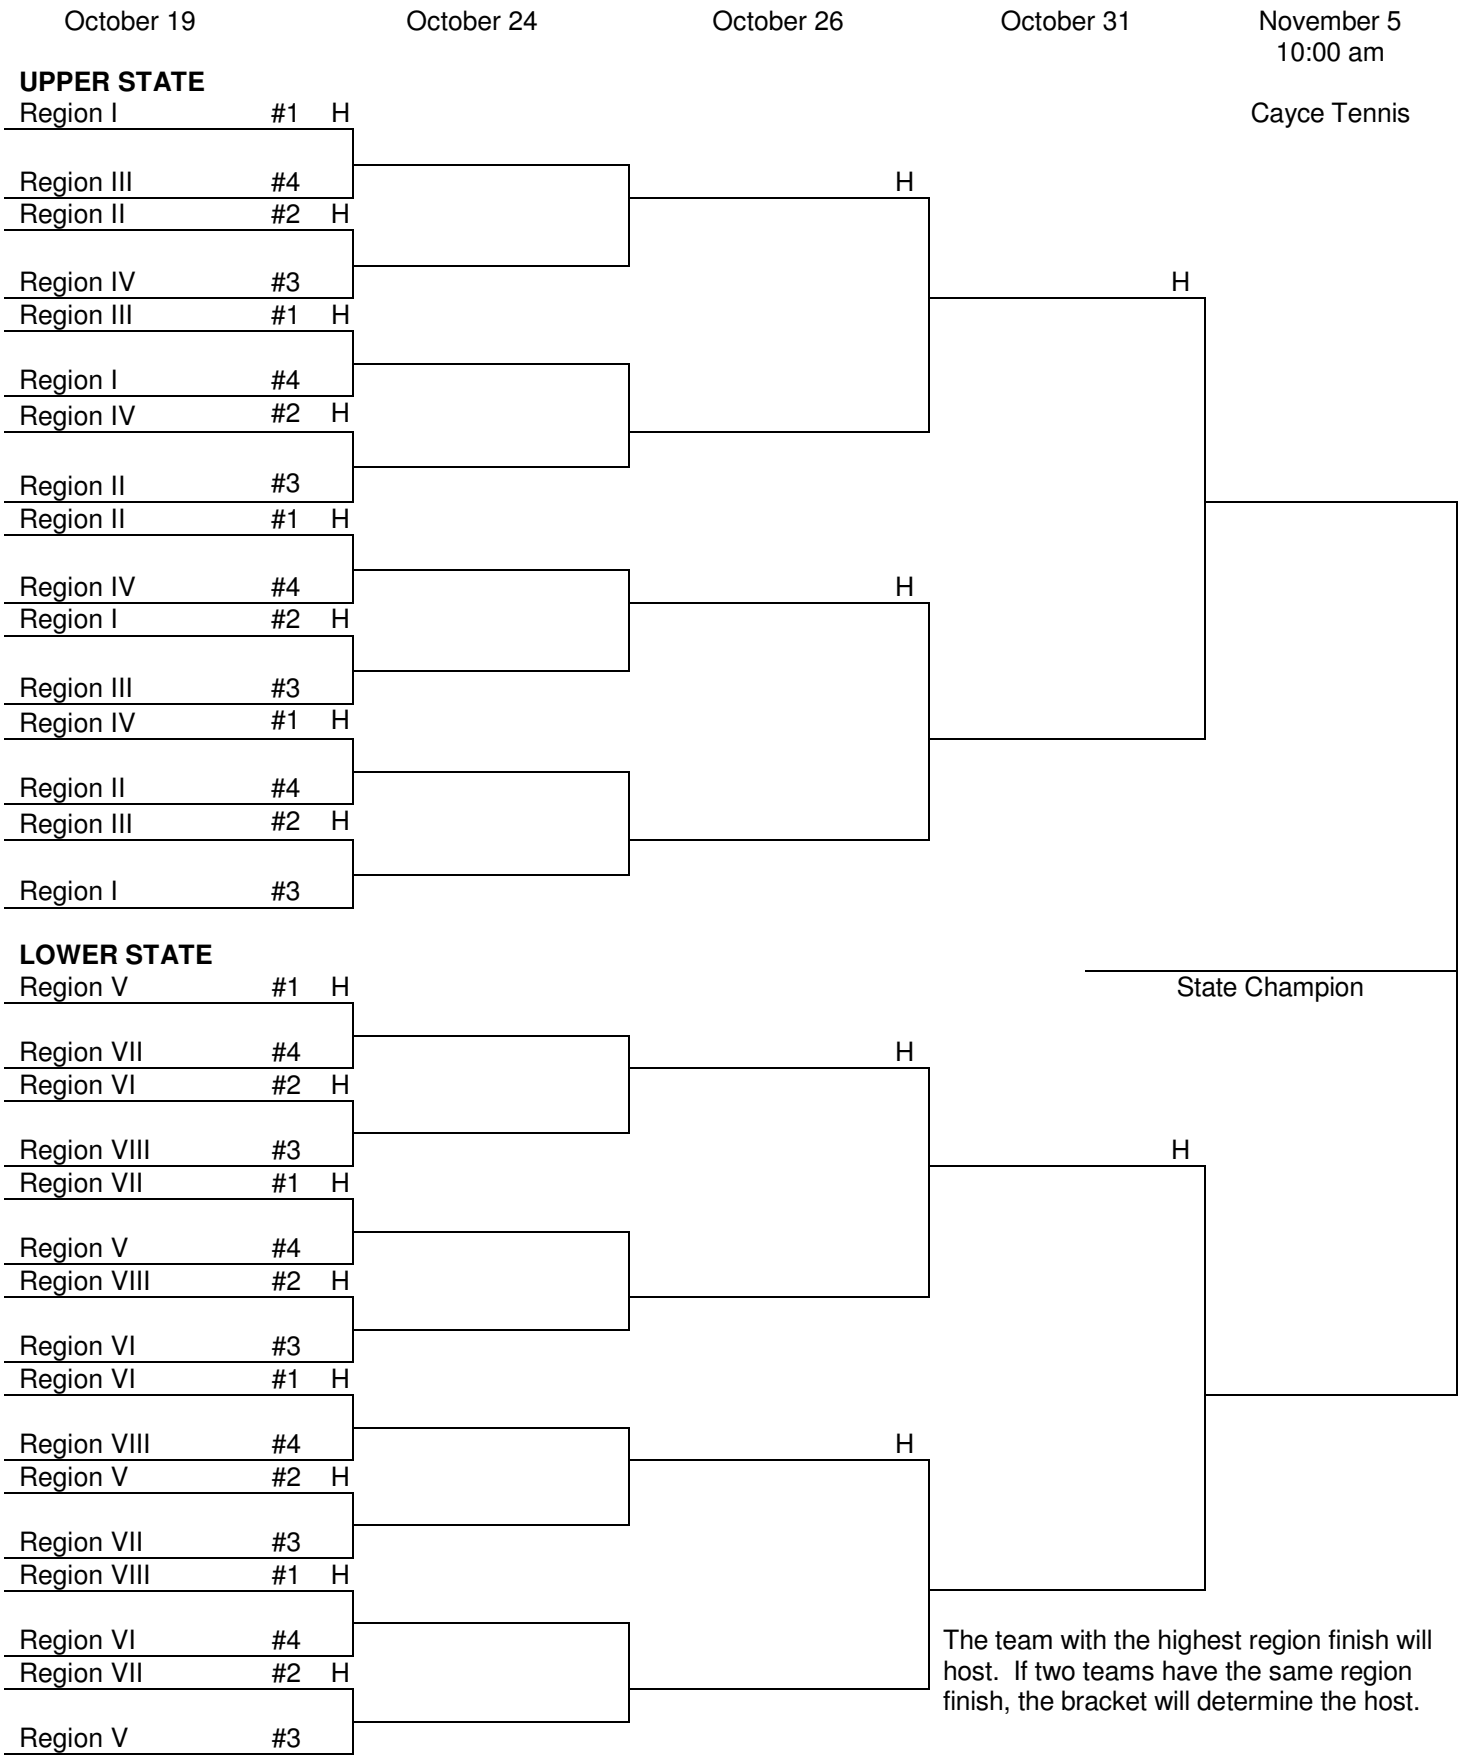 October 19 October 24 October 26 October 31 November 5
10:00 am
UPPER STATE
Region I #1 H Cayce Tennis
Region III #4 H
Region II #2 H
Region IV #3 H
Region III #1 H
Region I #4
Region IV #2 H
Region II #3
Region II #1 H
Region IV #4 H
Region I #2 H
Region III #3
Region IV #1 H
Region II #4
Region III #2 H
Region I #3
LOWER STATE
Region V #1 H State Champion
Region VII #4 H
Region VI #2 H
Region VIII #3 H
Region VII #1 H
Region V #4
Region VIII #2 H
Region VI #3
Region VI #1 H
Region VIII #4 H
Region V #2 H
Region VII #3
Region VIII #1 H
Region VI #4
Region VII #2 H
Region V #3
The team with the highest region finish will
host. If two teams have the same region
finish, the bracket will determine the host.